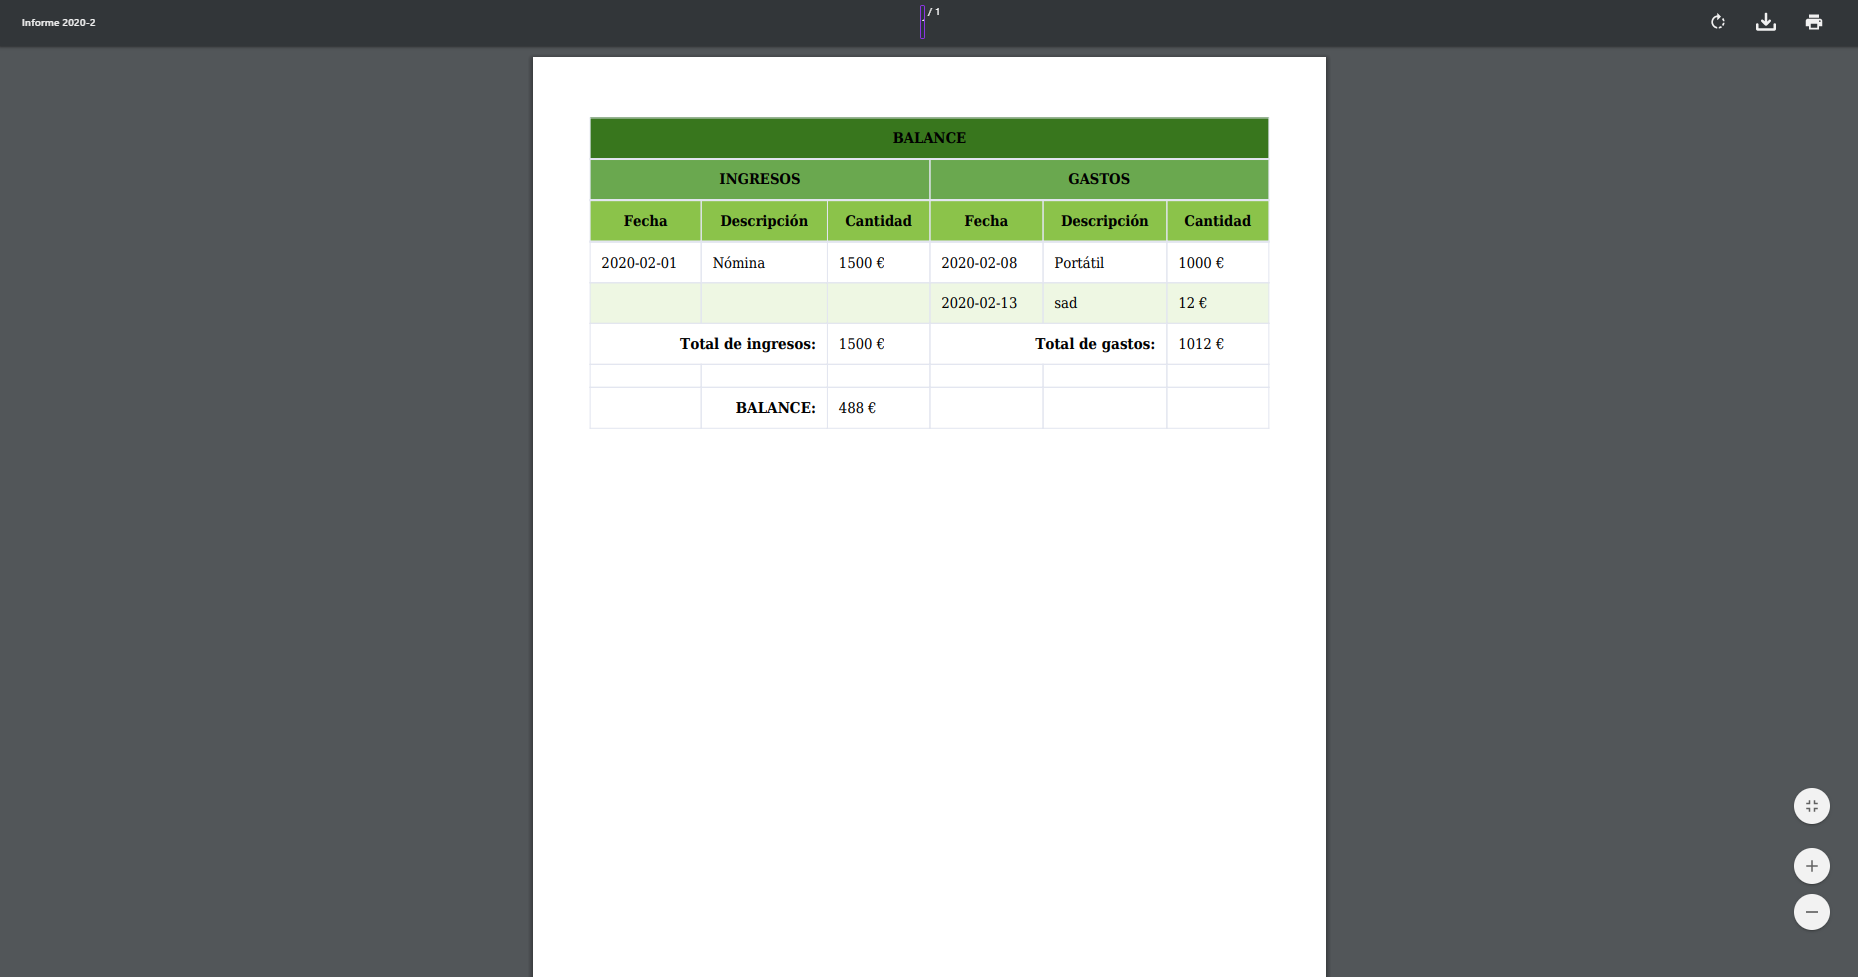 Informe 2020-2
/ 1
BALANCE
INGRESOS GASTOS
Fecha Descripción Cantidad Fecha Descripción Cantidad
2020-02-01 Nómina 1500 € 2020-02-08 Portátil 1000 €
2020-02-13 sad 12 €
Total de ingresos: 1500 € Total de gastos: 1012 €
BALANCE: 488 €